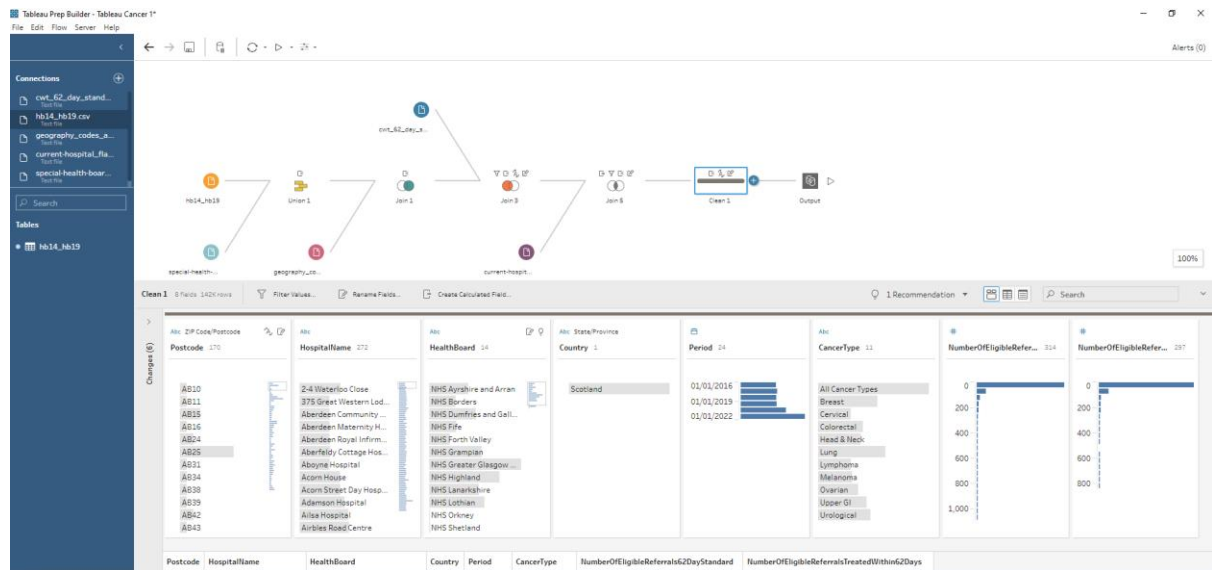 Tableau Prep Builder - Tableau Cancer 1*
File Edit Flow Server Help
Alerts (0)
Connections
cwt_62_day_stand...
Text file
hb14_hb19.csv
Text file
geography_codes_a...
Text file
current-hospital_fla...
Text file
special-health-boar...
Text file
Search
Tables
hb14_hb19
cwt_62_day_s...
hb14_hb19
Union 1
Join 1
Join 3
Join 5
Clean 1
Output
special-health-...
geography_co...
current-hospit...
100%
Clean 1 8 fields 142K rows Filter Values... Rename Fields... Create Calculated Field... 1 Recommendation Search
Changes (6)
Abc ZIP Code/Postcode
Postcode 170
AB10
AB11
AB15
AB16
AB24
AB25
AB31
AB34
AB38
AB39
AB42
AB43
Abc
HospitalName 272
2-4 Waterloo Close
375 Great Western Lod...
Aberdeen Community ...
Aberdeen Maternity H...
Aberdeen Royal Infirm...
Aberfeldy Cottage Hos...
Aboyne Hospital
Acorn House
Acorn Street Day Hosp...
Adamson Hospital
Ailsa Hospital
Airbles Road Centre
Abc
HealthBoard 14
NHS Ayrshire and Arran
NHS Borders
NHS Dumfries and Gall...
NHS Fife
NHS Forth Valley
NHS Grampian
NHS Greater Glasgow ...
NHS Highland
NHS Lanarkshire
NHS Lothian
NHS Orkney
NHS Shetland
Abc State/Province
Country 1
Scotland
Period 24
01/01/2016
01/01/2019
01/01/2022
Abc
CancerType 11
All Cancer Types
Breast
Cervical
Colorectal
Head & Neck
Lung
Lymphoma
Melanoma
Ovarian
Upper GI
Urological
#
NumberOfEligibleRefer... 314
0
200
400
600
800
1,000
#
NumberOfEligibleRefer... 297
0
200
400
600
800
Postcode HospitalName HealthBoard Country Period CancerType NumberOfEligibleReferrals62DayStandard NumberOfEligibleReferralsTreatedWithin62Days